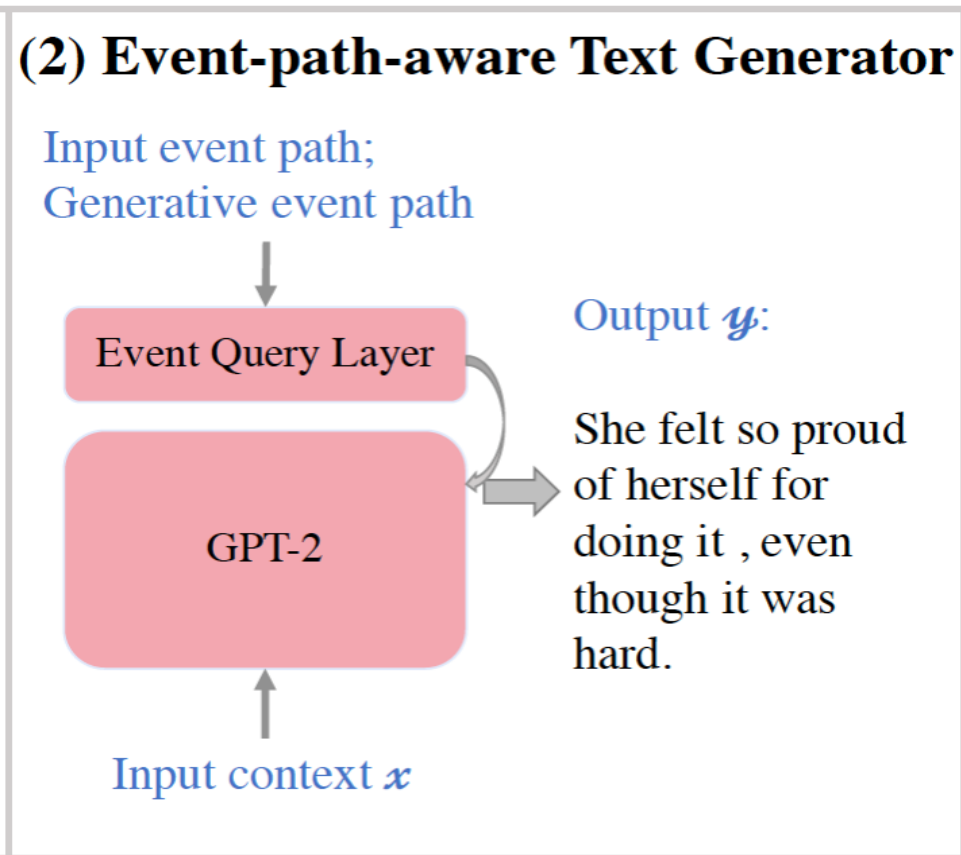 (2) Event-path-aware Text Generator
Input event path;
Generative event path
Event Query Layer
GPT-2
Input context x
Output y:
She felt so proud
of herself for
doing it , even
though it was
hard.